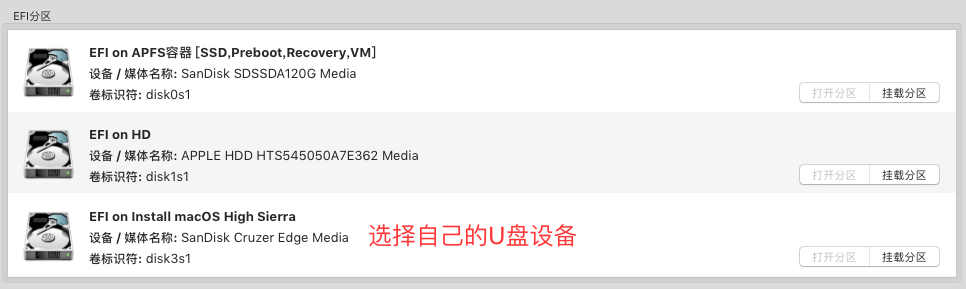 EFI分区
EFI on APFS容器 [SSD,Preboot,Recovery,VM]
设备 / 媒体名称: SanDisk SDSSDA120G Media
卷标识符: disk0s1
打开分区 挂载分区
EFI on HD
设备 / 媒体名称: APPLE HDD HTS545050A7E362 Media
卷标识符: disk1s1
打开分区 挂载分区
EFI on Install macOS High Sierra
设备 / 媒体名称: SanDisk Cruzer Edge Media 选择自己的U盘设备
卷标识符: disk3s1
打开分区 挂载分区